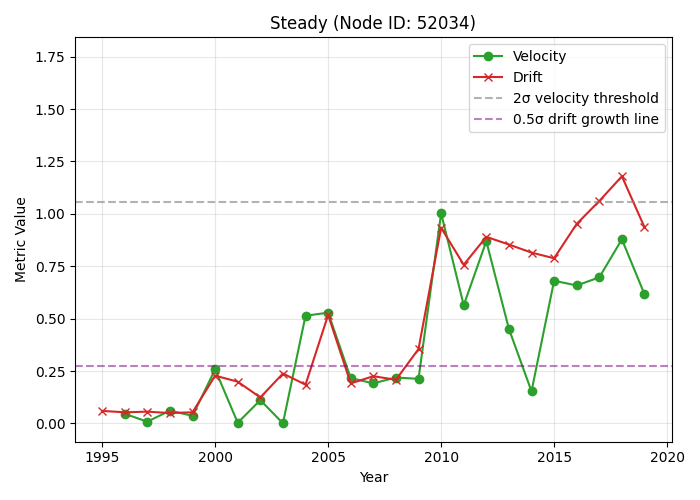 Steady (Node ID: 52034)
Velocity
Drift
2σ velocity threshold
0.5σ drift growth line
Metric Value
1.75
1.50
1.25
1.00
0.75
0.50
0.25
0.00
1995
2000
2005
2010
2015
2020
Year